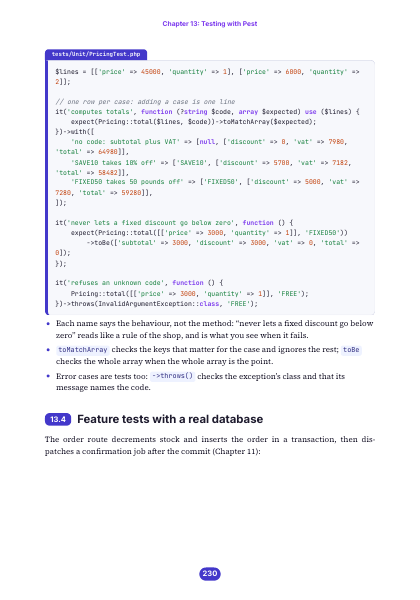 Chapter 13: Testing with Pest
tests/Unit/PricingTest.php
$lines = [['price' => 45000, 'quantity' => 1], ['price' => 6000, 'quantity' =>
2]];
// one row per case: adding a case is one line
it('computes totals', function (?string $code, array $expected) use ($lines) {
    expect(Pricing::total($lines, $code))->toMatchArray($expected);
})->with([
    'no code: subtotal plus VAT' => [null, ['discount' => 0, 'vat' => 7980,
'total' => 64980]],
    'SAVE10 takes 10% off' => ['SAVE10', ['discount' => 5700, 'vat' => 7182,
'total' => 58482]],
    'FIXED50 takes 50 pounds off' => ['FIXED50', ['discount' => 5000, 'vat' =>
7280, 'total' => 59280]],
]);
it('never lets a fixed discount go below zero', function () {
    expect(Pricing::total([['price' => 3000, 'quantity' => 1]], 'FIXED50'))
        ->toBe(['subtotal' => 3000, 'discount' => 3000, 'vat' => 0, 'total' =>
0]);
});
it('refuses an unknown code', function () {
    Pricing::total([['price' => 3000, 'quantity' => 1]], 'FREE');
})->throws(InvalidArgumentException::class, 'FREE');
• Each name says the behaviour, not the method: “never lets a fixed discount go below
zero” reads like a rule of the shop, and is what you see when it fails.
• toMatchArray checks the keys that matter for the case and ignores the rest; toBe
checks the whole array when the whole array is the point.
• Error cases are tests too: ->throws() checks the exception's class and that its
message names the code.
13.4 Feature tests with a real database
The order route decrements stock and inserts the order in a transaction, then dis-
patches a confirmation job after the commit (Chapter 11):
230